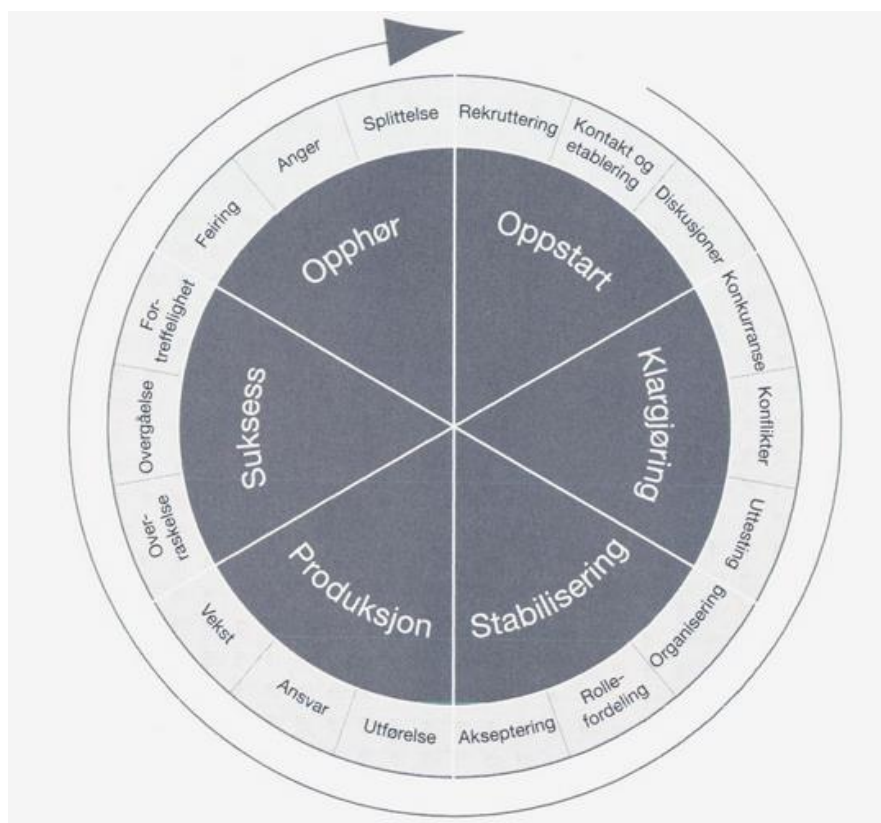 Rekruttering
Kontakt og
etablering
Diskusjoner
Konkurranse
Konflikter
Uttesting
Organisering
Rolle-
fordeling
Akseptering
Utførelse
Ansvar
Vekst
Over-
raskelse
Overgåelse
For-
treffelighet
Feiring
Anger
Splittelse
Oppstart
Klargjøring
Stabilisering
Produksjon
Suksess
Opphør